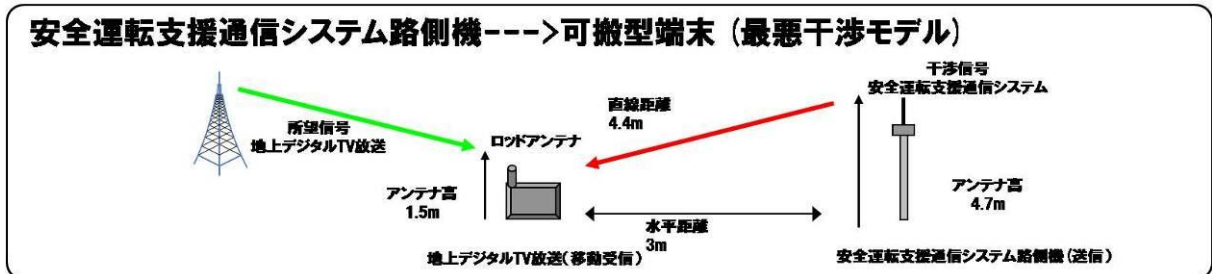 安全運転支援通信システム路側機--->可搬型端末（最悪干渉モデル）
干渉信号
安全運転支援通信システム
直線距離
4.4m
所望信号
地上デジタルTV放送
ロッドアンテナ
アンテナ高
1.5m
アンテナ高
4.7m
水平距離
3m
地上デジタルTV放送（移動受信）
安全運転支援通信システム路側機（送信）